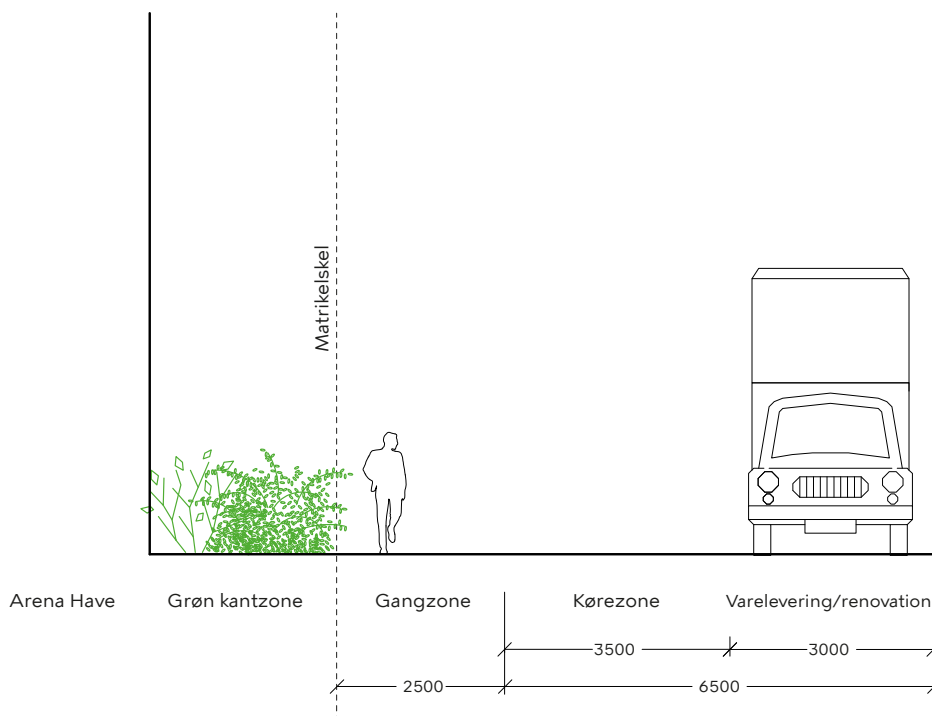 Matrikelskel
Arena Have Grøn kantzone Gangzone Kørezone Varelevering/renovation
3500 3000
2500 6500